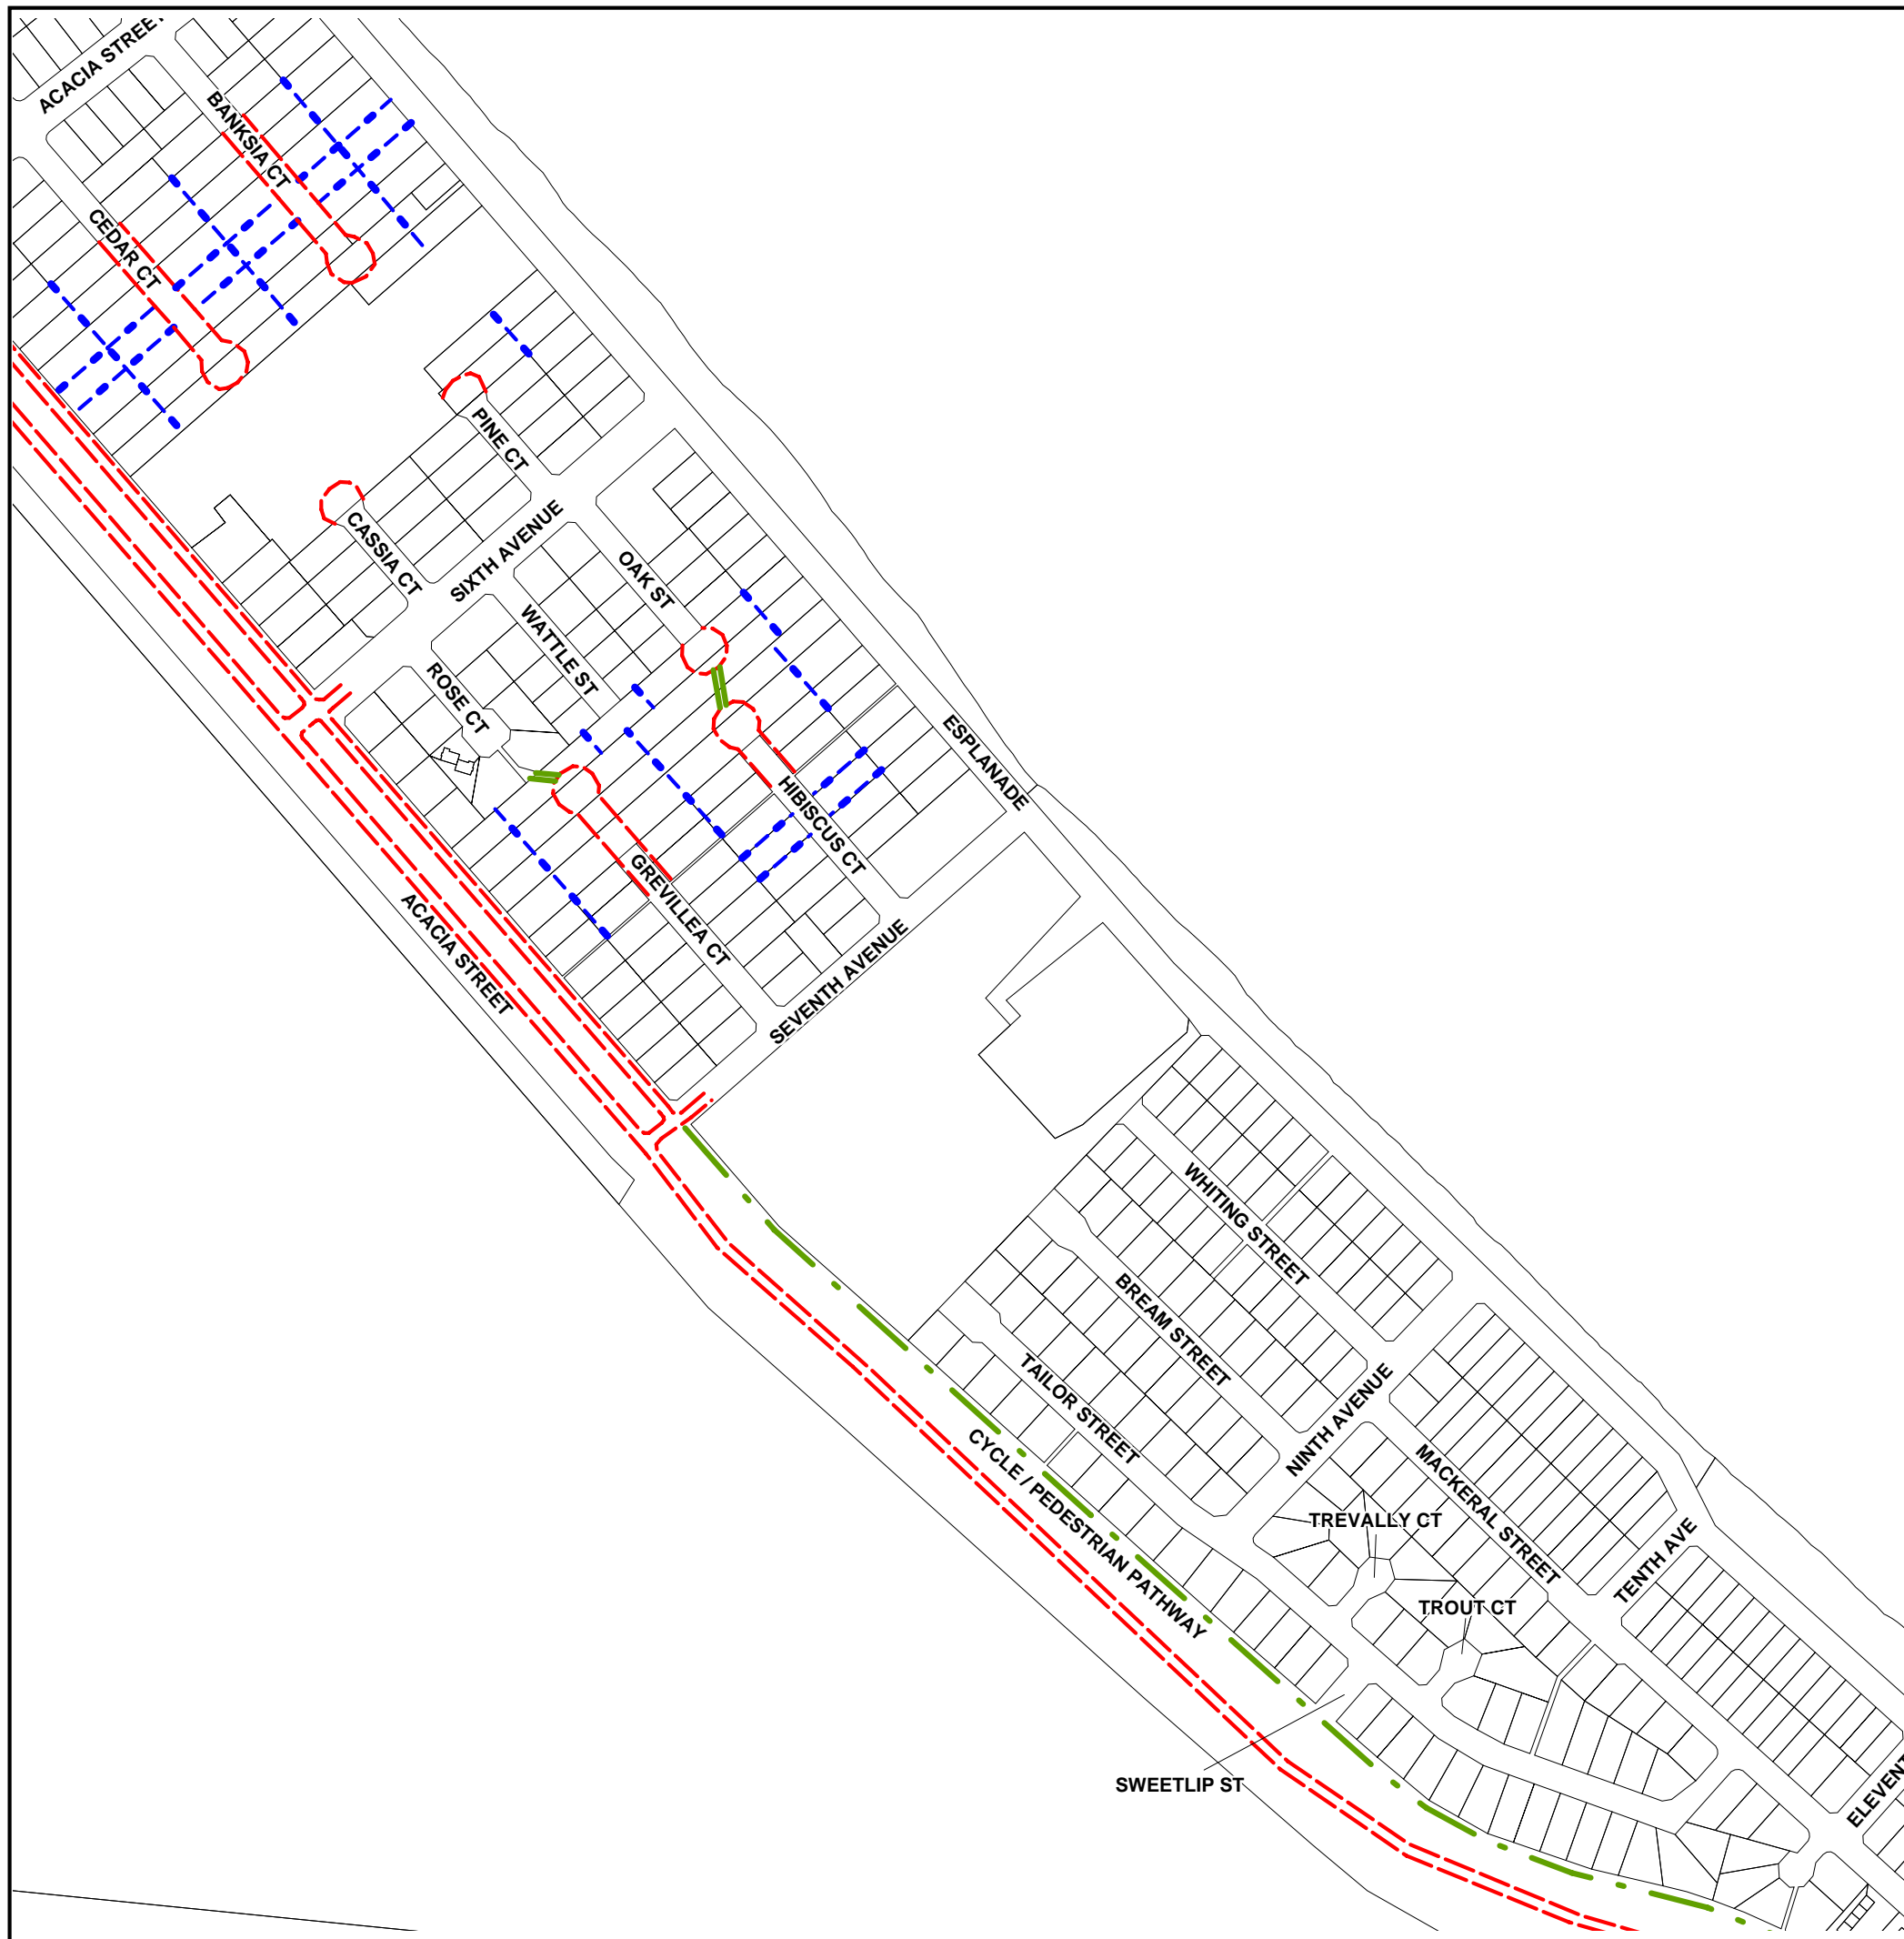 ACACIA STREET
BANKSIA CT
CEDAR CT
PINE CT
CASSIA CT
SIXTH AVENUE
OAK ST
WATTLE ST
ROSE CT
ESPLANADE
HIBISCUS CT
GREVILLEA CT
ACACIA STREET
SEVENTH AVENUE
WHITING STREET
BREAM STREET
TAILOR STREET
NINTH AVENUE
CYCLE / PEDESTRIAN PATHWAY
MACKERAL STREET
TREVALLY CT
TENTH AVE
TROUT CT
SWEETLIP ST